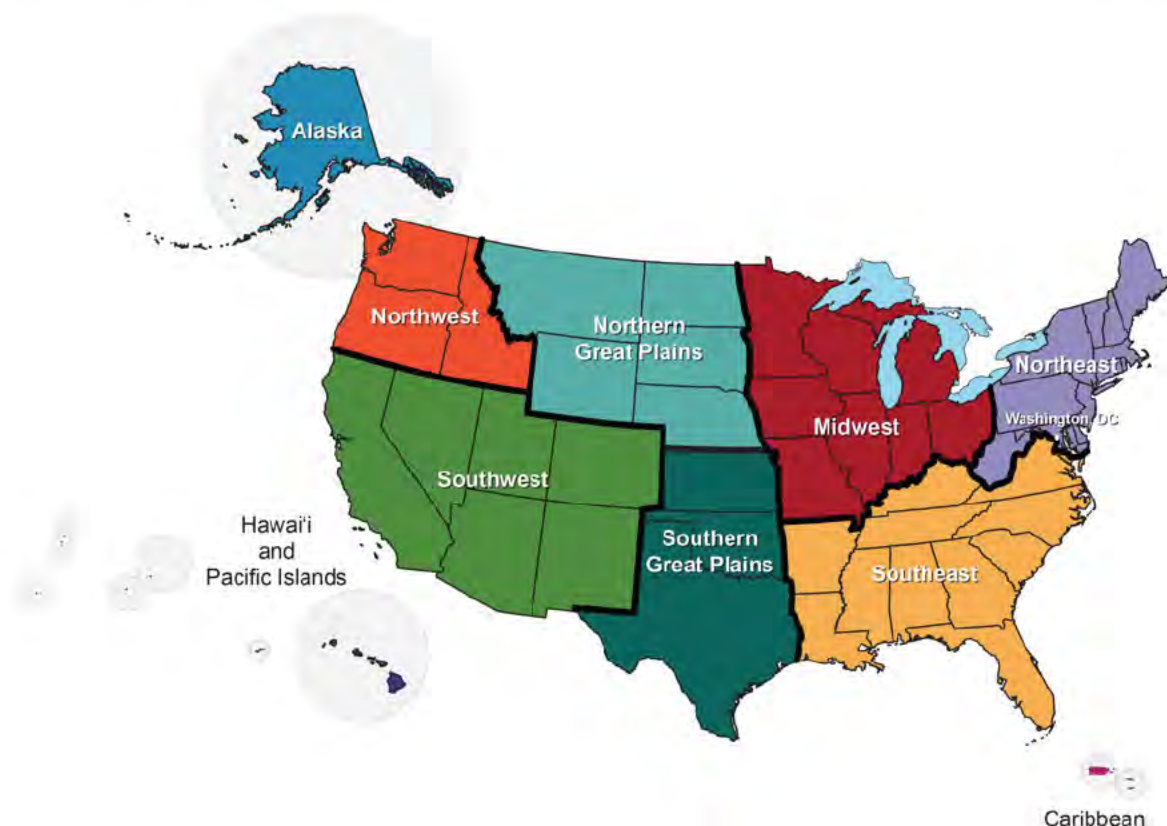 Alaska
Northwest
Northern
Great Plains
Northeast
Washington, DC
Midwest
Southwest
Hawai‘i
and
Pacific Islands
Southern
Great Plains
Southeast
Caribbean